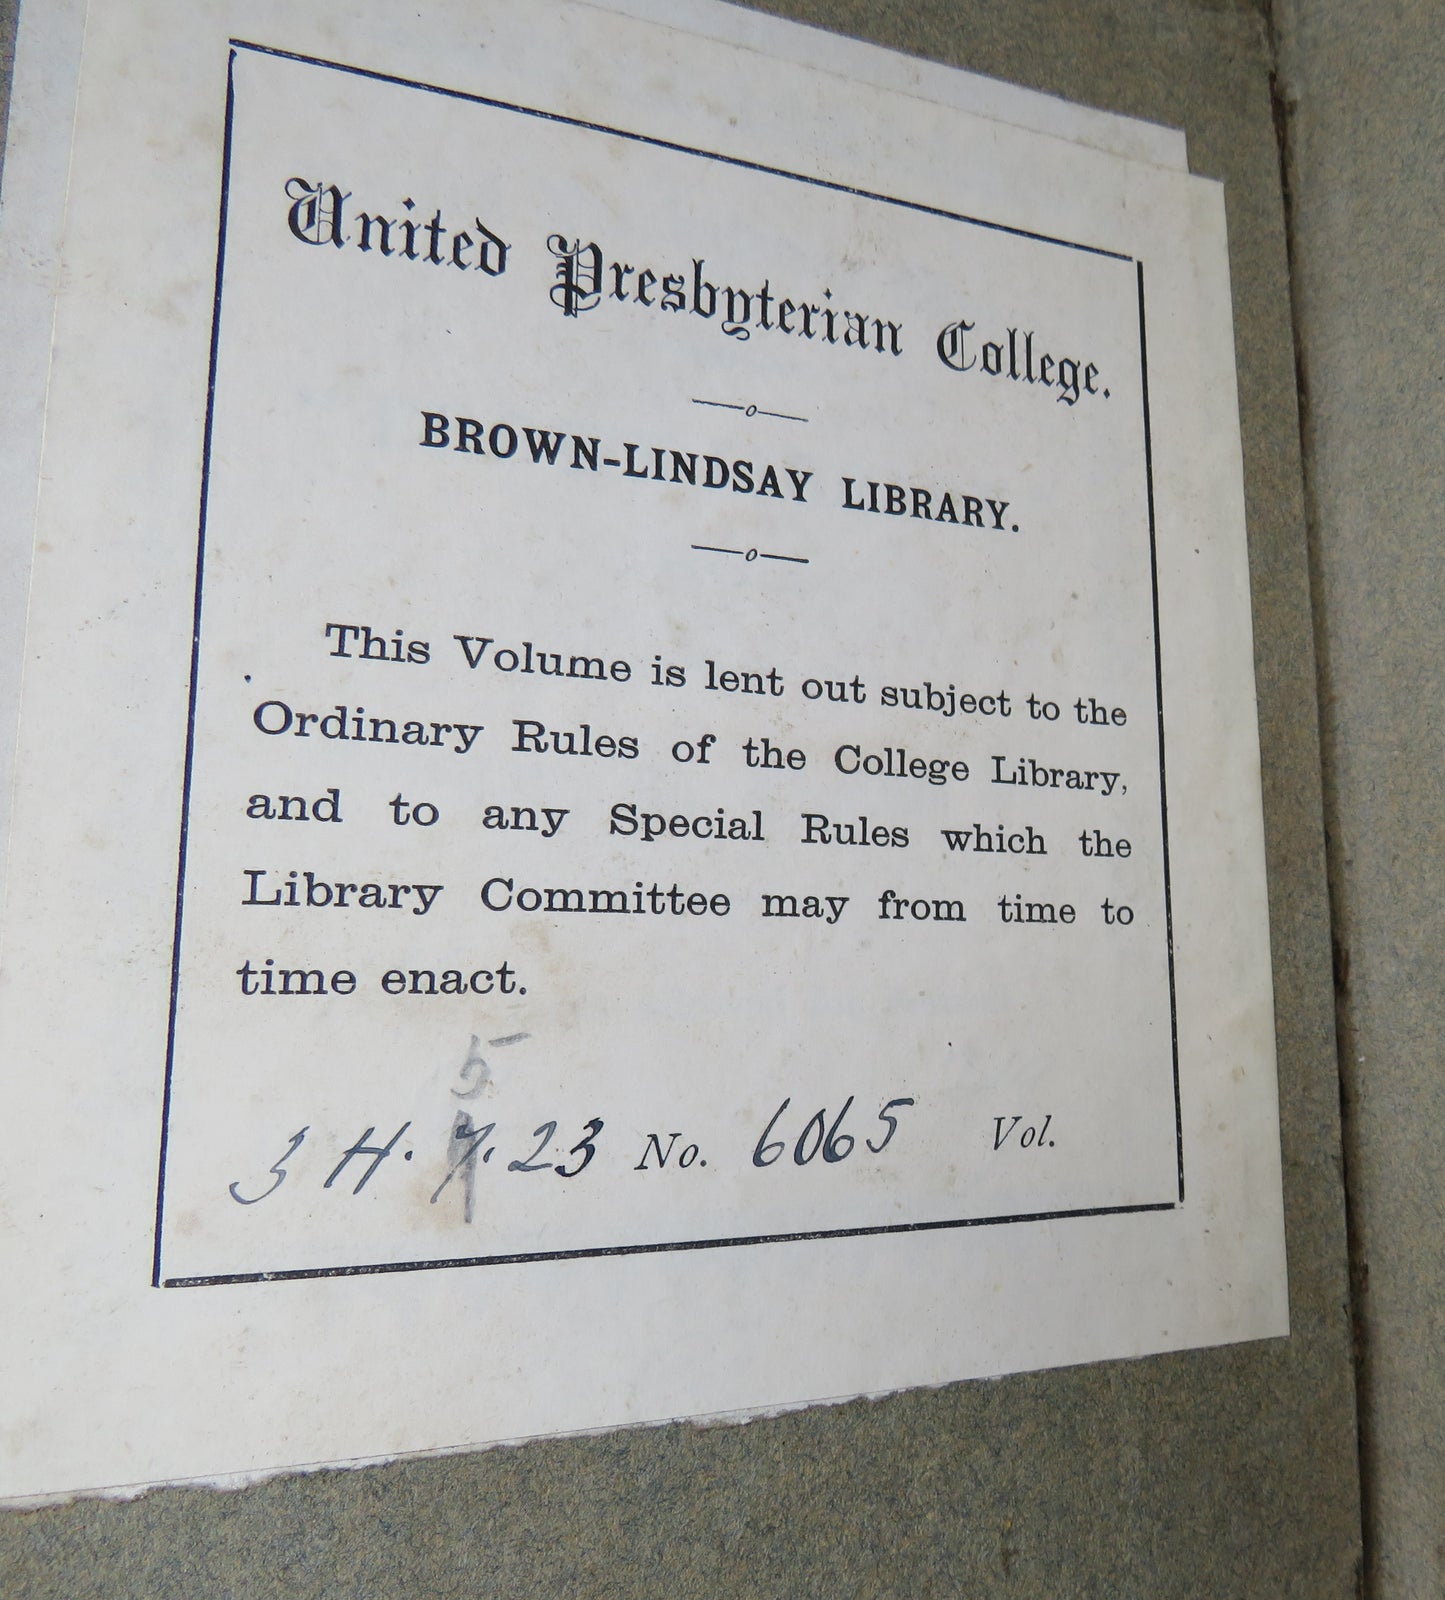 United Presbyterian College.
BROWN-LINDSAY LIBRARY.
This Volume is lent out subject to the
Ordinary Rules of the College Library,
and to any Special Rules which the
Library Committee may from time to
time enact.
5
3 H. 7. 23 No. 6065 Vol.